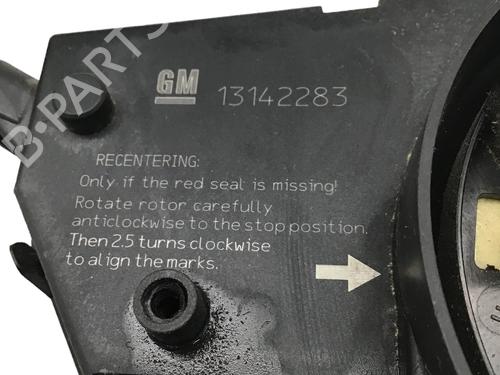 B-PARTS
GM 13142283
RECENTERING:
Only if the red seal is missing!
Rotate rotor carefully
anticlockwise to the stop position.
Then 2.5 turns clockwise
to align the marks.